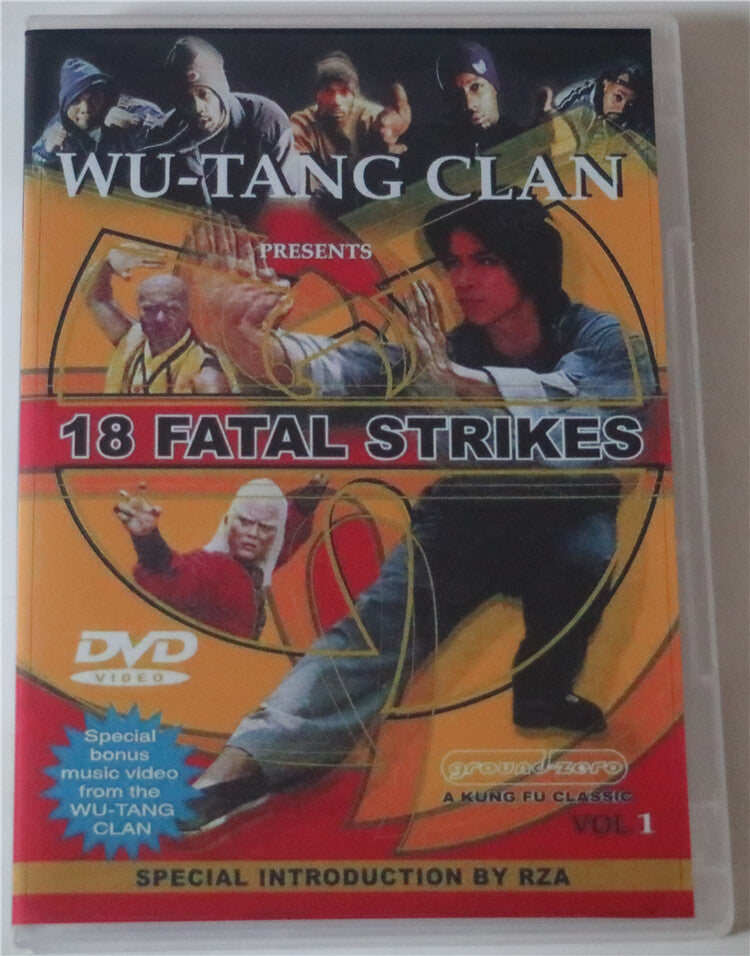 WU-TANG CLAN
PRESENTS
18 FATAL STRIKES
DVD
VIDEO
Special
bonus
music video
from the
WU-TANG
CLAN
ground-zero
A KUNG FU CLASSIC
VOL.1
SPECIAL INTRODUCTION BY RZA